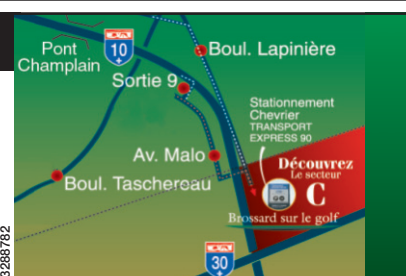 Pont
Champlain
10
Boul. Lapinière
Sortie 9
Stationnement
Chevrier
TRANSPORT
EXPRESS 90
Av. Malo
Découvrez
Le secteur
C
Boul. Taschereau
Brossard sur le golf
30
3288782